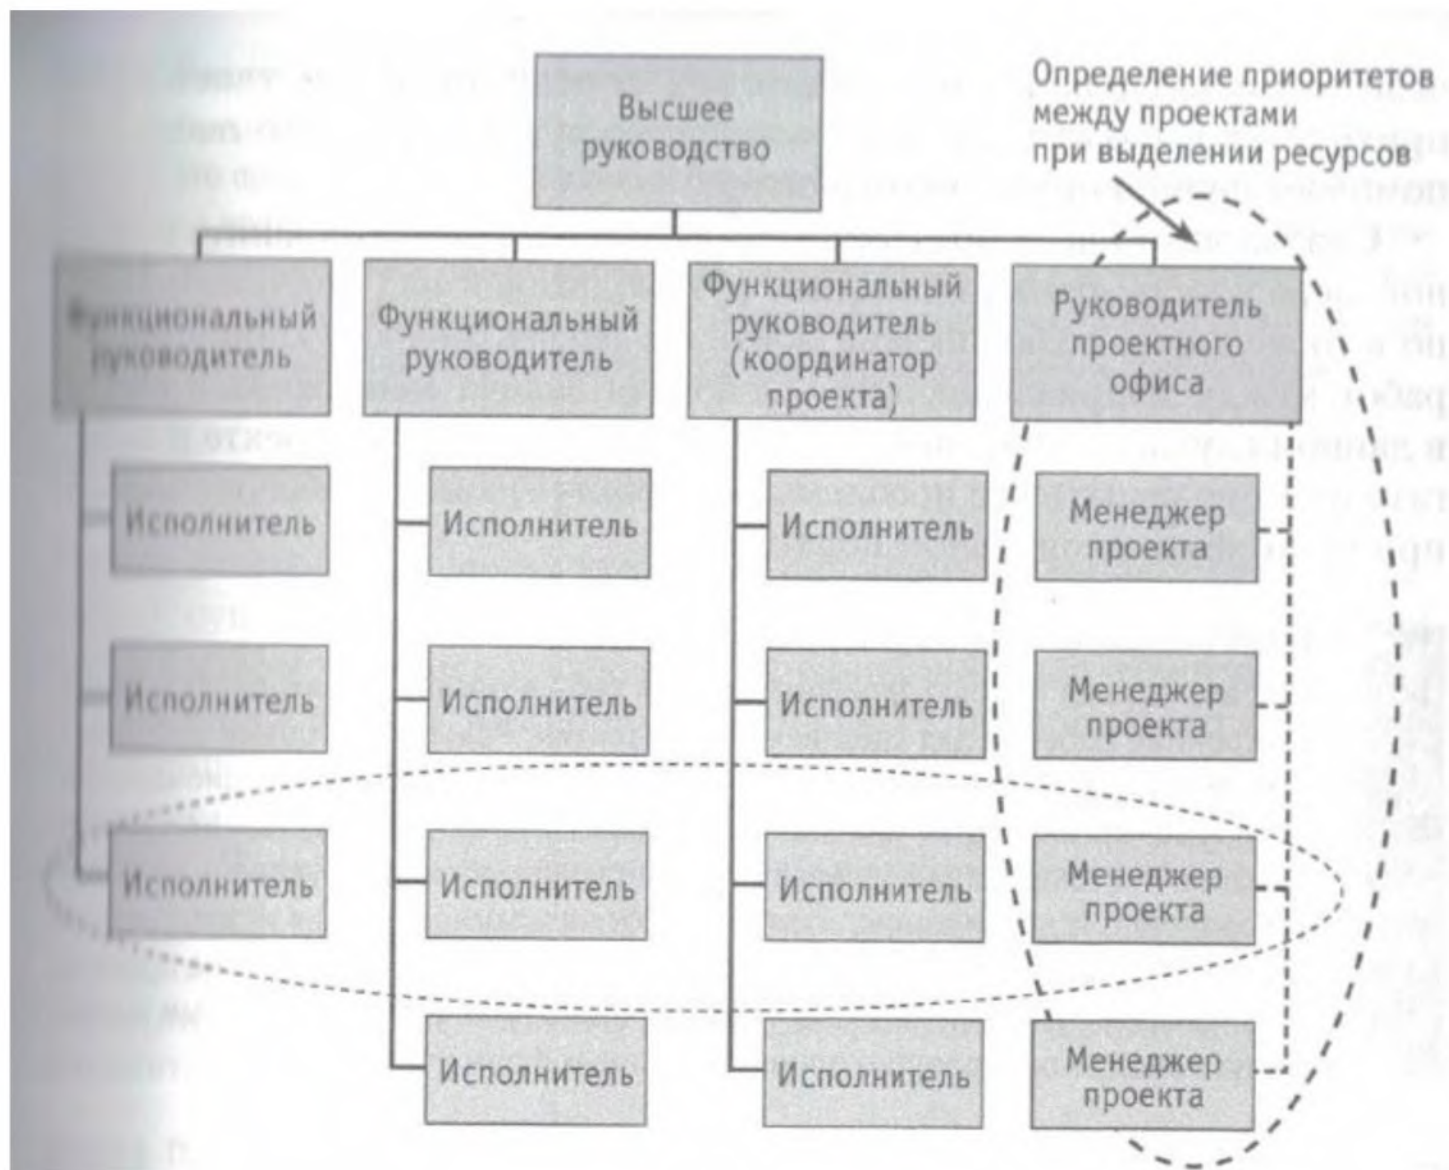 Высшее
руководство
Определение приоритетов
между проектами
при выделении ресурсов
Функциональный
руководитель
Функциональный
руководитель
Функциональный
руководитель
(координатор
проекта)
Руководитель
проектного
офиса
Исполнитель
Исполнитель
Исполнитель
Менеджер
проекта
Исполнитель
Исполнитель
Исполнитель
Менеджер
проекта
Исполнитель
Исполнитель
Исполнитель
Менеджер
проекта
Исполнитель
Исполнитель
Менеджер
проекта